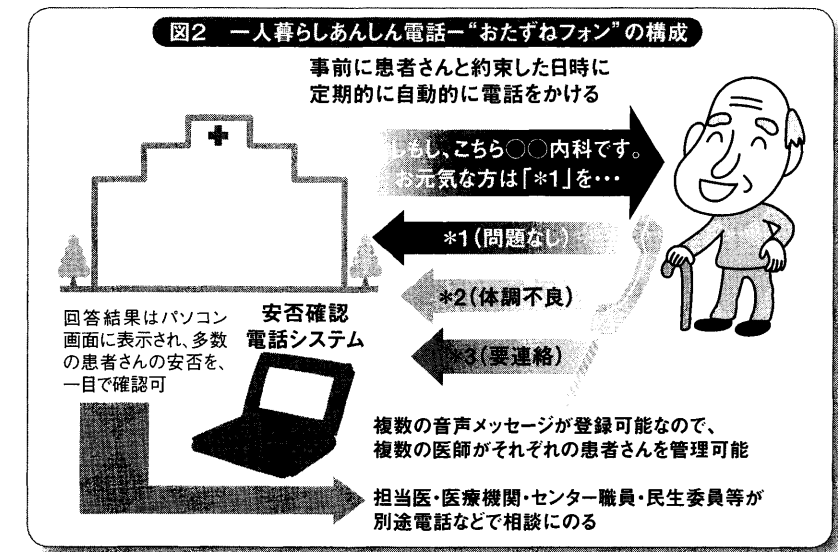 図2 一人暮らしあんしん電話－“おたずねフォン”の構成
事前に患者さんと約束した日時に
定期的に自動的に電話をかける
しもし、こちら○○内科です。
お元気な方は「＊1」を･･･
＊1（問題なし）
＊2（体調不良）
＊3（要連絡）
回答結果はパソコン
画面に表示され、多数
の患者さんの安否を、
一目で確認可
安否確認
電話システム
複数の音声メッセージが登録可能なので、
複数の医師がそれぞれの患者さんを管理可能
担当医・医療機関・センター職員・民生委員等が
別途電話などで相談にのる